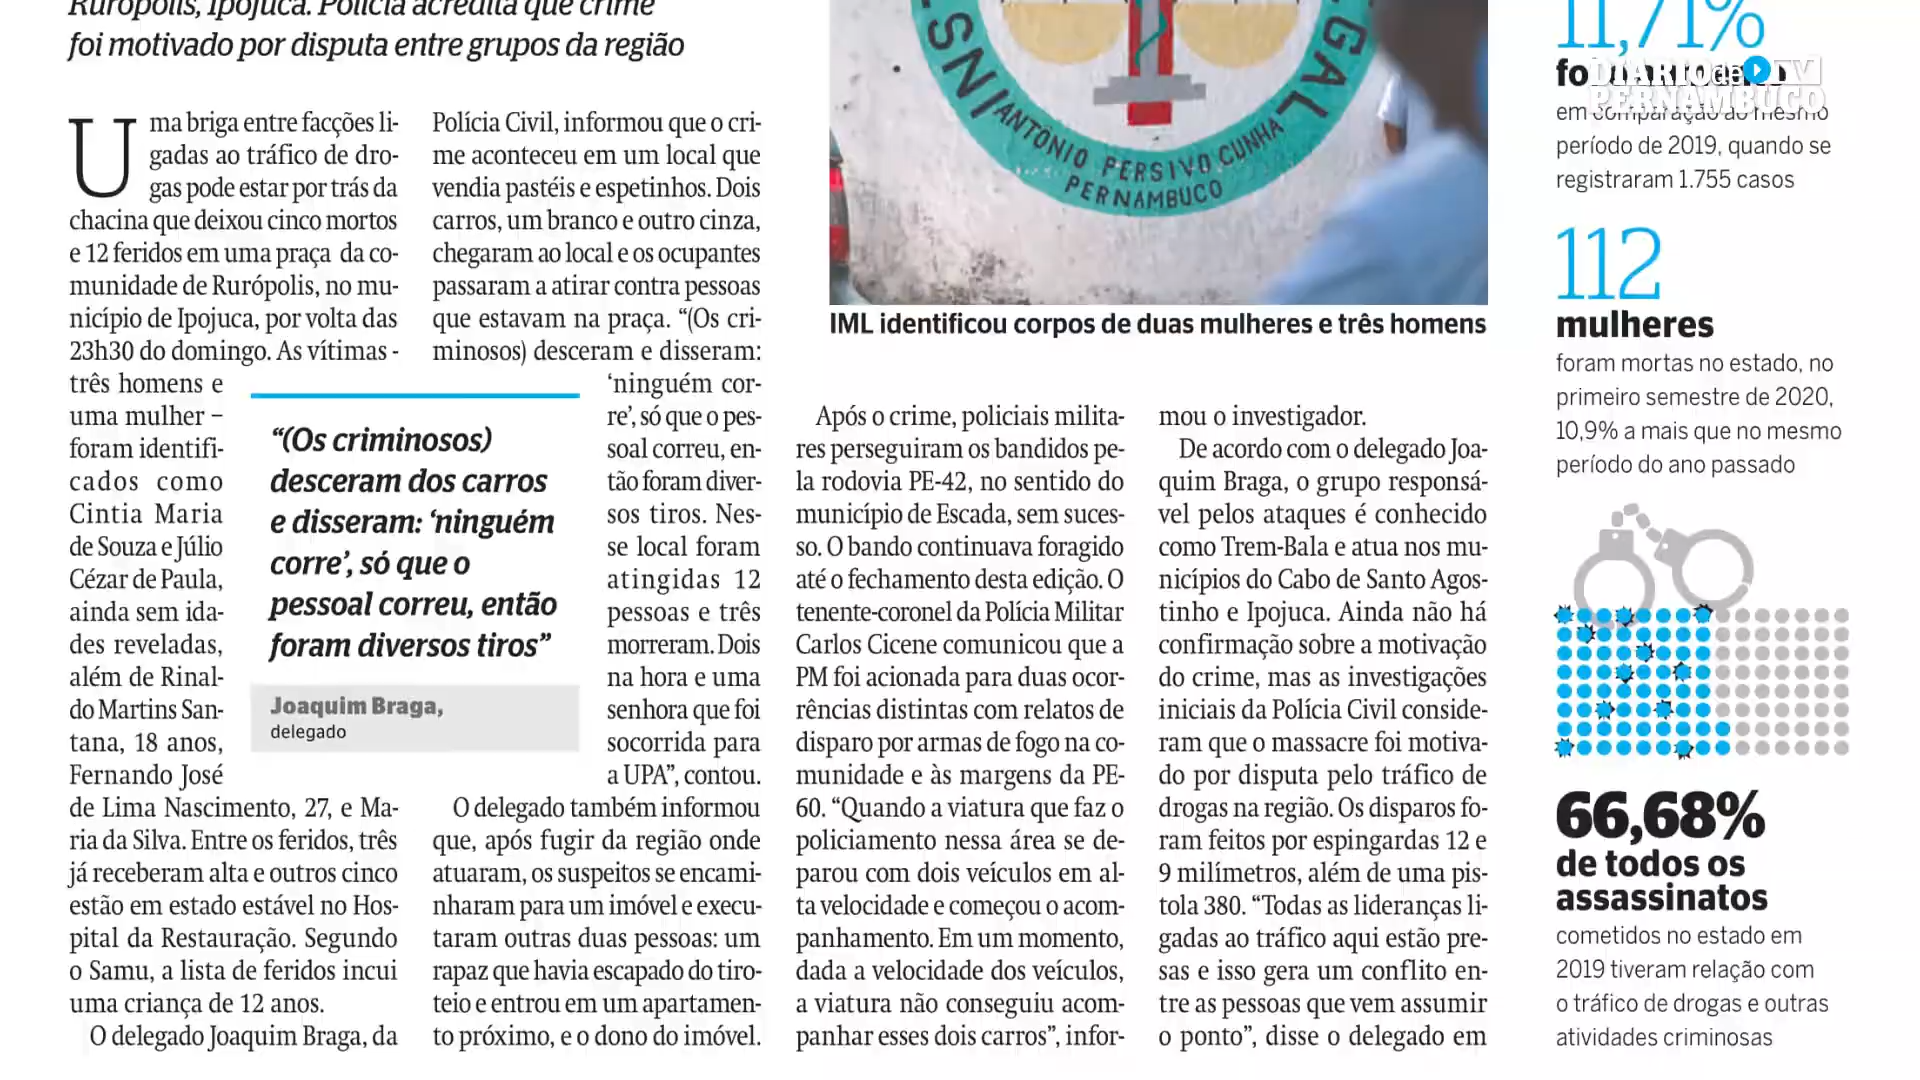 Rurópolis, Ipojuca. Polícia acredita que crime
foi motivado por disputa entre grupos da região
Uma briga entre facções li-
gadas ao tráfico de dro-
gas pode estar por trás da
chacina que deixou cinco mortos
e 12 feridos em uma praça da co-
munidade de Rurópolis, no mu-
nicípio de Ipojuca, por volta das
23h30 do domingo. As vítimas -
três homens e
uma mulher –
foram identifi-
cados como
Cintia Maria
de Souza e Júlio
Cézar de Paula,
ainda sem ida-
des reveladas,
além de Rinal-
do Martins San-
tana, 18 anos,
Fernando José
de Lima Nascimento, 27, e Ma-
ria da Silva. Entre os feridos, três
já receberam alta e outros cinco
estão em estado estável no Hos-
pital da Restauração. Segundo
o Samu, a lista de feridos incui
uma criança de 12 anos.
O delegado Joaquim Braga, da
“(Os criminosos)
desceram dos carros
e disseram: ‘ninguém
corre’, só que o
pessoal correu, então
foram diversos tiros”
Joaquim Braga,
delegado
Polícia Civil, informou que o cri-
me aconteceu em um local que
vendia pastéis e espetinhos. Dois
carros, um branco e outro cinza,
chegaram ao local e os ocupantes
passaram a atirar contra pessoas
que estavam na praça. “(Os cri-
minosos) desceram e disseram:
‘ninguém cor-
re’, só que o pes-
soal correu, en-
tão foram diver-
sos tiros. Nes-
se local foram
atingidas 12
pessoas e três
morreram. Dois
na hora e uma
senhora que foi
socorrida para
a UPA”, contou.
O delegado também informou
que, após fugir da região onde
atuaram, os suspeitos se encami-
nharam para um imóvel e execu-
taram outras duas pessoas: um
rapaz que havia escapado do tiro-
teio e entrou em um apartamen-
to próximo, e o dono do imóvel.
INS
GAL
ANTÔNIO PERSIVO CUNHA
PERNAMBUCO
IML identificou corpos de duas mulheres e três homens
Após o crime, policiais milita-
res perseguiram os bandidos pe-
la rodovia PE-42, no sentido do
município de Escada, sem suces-
so. O bando continuava foragido
até o fechamento desta edição. O
tenente-coronel da Polícia Militar
Carlos Cicene comunicou que a
PM foi acionada para duas ocor-
rências distintas com relatos de
disparo por armas de fogo na co-
munidade e às margens da PE-
60. “Quando a viatura que faz o
policiamento nessa área se de-
parou com dois veículos em al-
ta velocidade e começou o acom-
panhamento. Em um momento,
dada a velocidade dos veículos,
a viatura não conseguiu acom-
panhar esses dois carros”, infor-
mou o investigador.
De acordo com o delegado Joa-
quim Braga, o grupo responsá-
vel pelos ataques é conhecido
como Trem-Bala e atua nos mu-
nicípios do Cabo de Santo Agos-
tinho e Ipojuca. Ainda não há
confirmação sobre a motivação
do crime, mas as investigações
iniciais da Polícia Civil conside-
ram que o massacre foi motiva-
do por disputa pelo tráfico de
drogas na região. Os disparos fo-
ram feitos por espingardas 12 e
9 milímetros, além de uma pis-
tola 380. “Todas as lideranças li-
gadas ao tráfico aqui estão pre-
sas e isso gera um conflito en-
tre as pessoas que vem assumir
o ponto”, disse o delegado em
11,71%
DIARIO de TV
PERNAMBUCO
em comparação ao mesmo
período de 2019, quando se
registraram 1.755 casos
112
mulheres
foram mortas no estado, no
primeiro semestre de 2020,
10,9% a mais que no mesmo
período do ano passado
66,68%
de todos os
assassinatos
cometidos no estado em
2019 tiveram relação com
o tráfico de drogas e outras
atividades criminosas